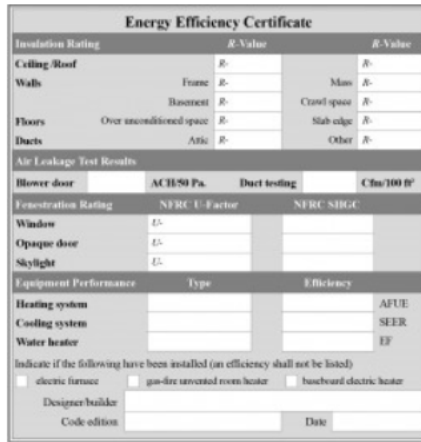 Energy Efficiency Certificate
Insulation Rating R-Value R-Value
Ceiling /Roof R- R-
Walls Frame R- Mass R-
Basement R- Crawl space R-
Floors Over unconditioned space R- Slab edge R-
Ducts Attic R- Other R-
Air Leakage Test Results
Blower door ACH/50 Pa. Duct testing Cfm/100 ft²
Fenestration Rating NFRC U-Factor NFRC SHGC
Window U-
Opaque door U-
Skylight U-
Equipment Performance Type Efficiency
Heating system AFUE
Cooling system SEER
Water heater EF
Indicate if the following have been installed (an efficiency shall not be listed)
electric furnace gas-fire unvented room heater baseboard electric heater
Designer/builder
Code edition Date